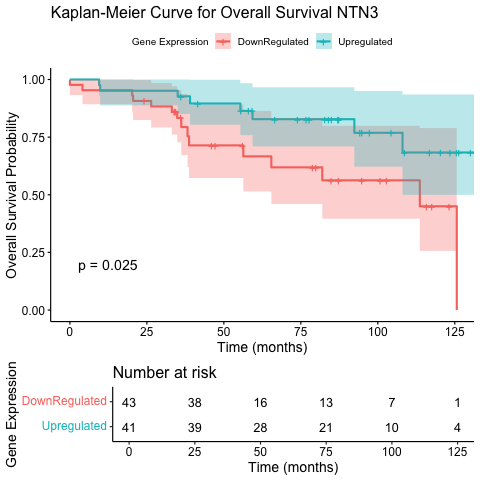 Kaplan-Meier Curve for Overall Survival NTN3
Gene Expression DownRegulated Upregulated
Overall Survival Probability
1.00
0.75
0.50
0.25
0.00
p = 0.025
0 25 50 75 100 125
Time (months)
Number at risk
Gene Expression
DownRegulated 43 38 16 13 7 1
Upregulated 41 39 28 21 10 4
0 25 50 75 100 125
Time (months)